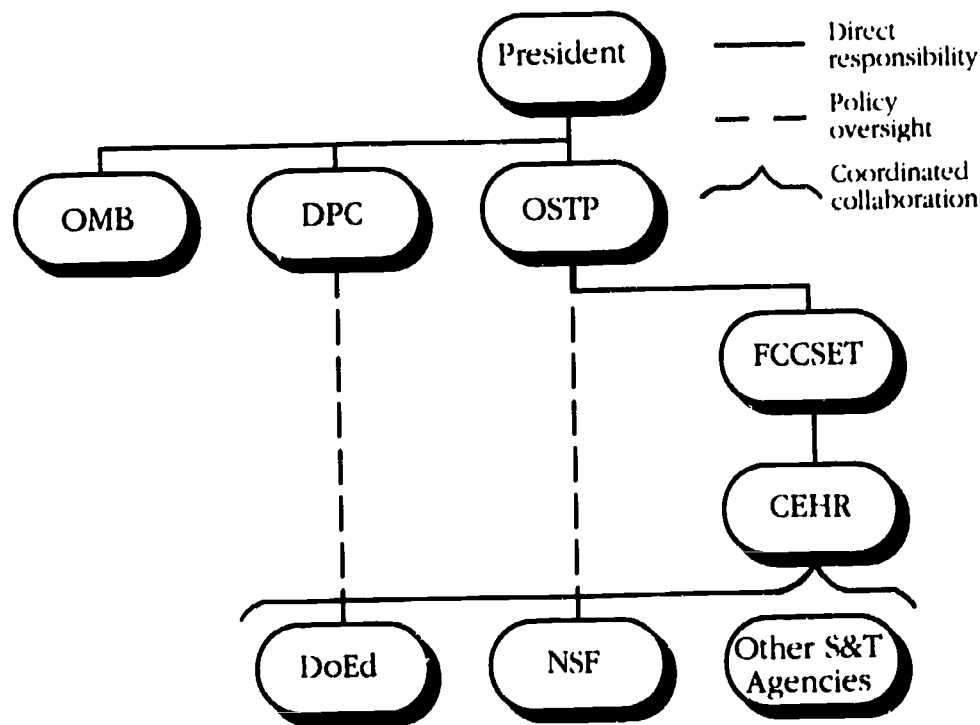 President
Direct
responsibility
Policy
oversight
Coordinated
collaboration
OMB
DPC
OSTP
FCCSET
CEHR
DoEd
NSF
Other S&T
Agencies